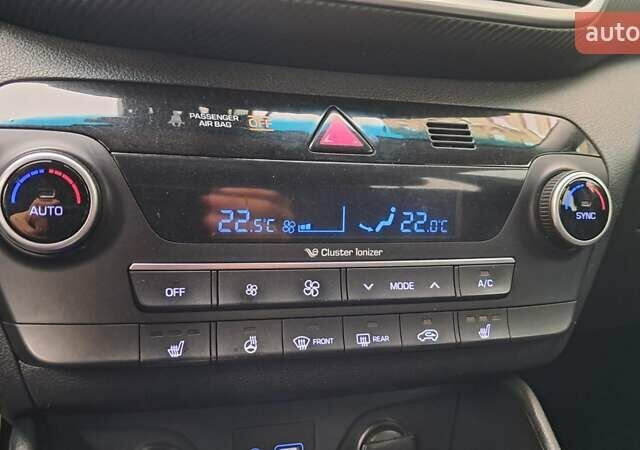 auto
PASSENGER
AIR BAG OFF
22.5°C 22.0°C
AUTO
SYNC
Cluster Ionizer
OFF MODE A/C
FRONT REAR